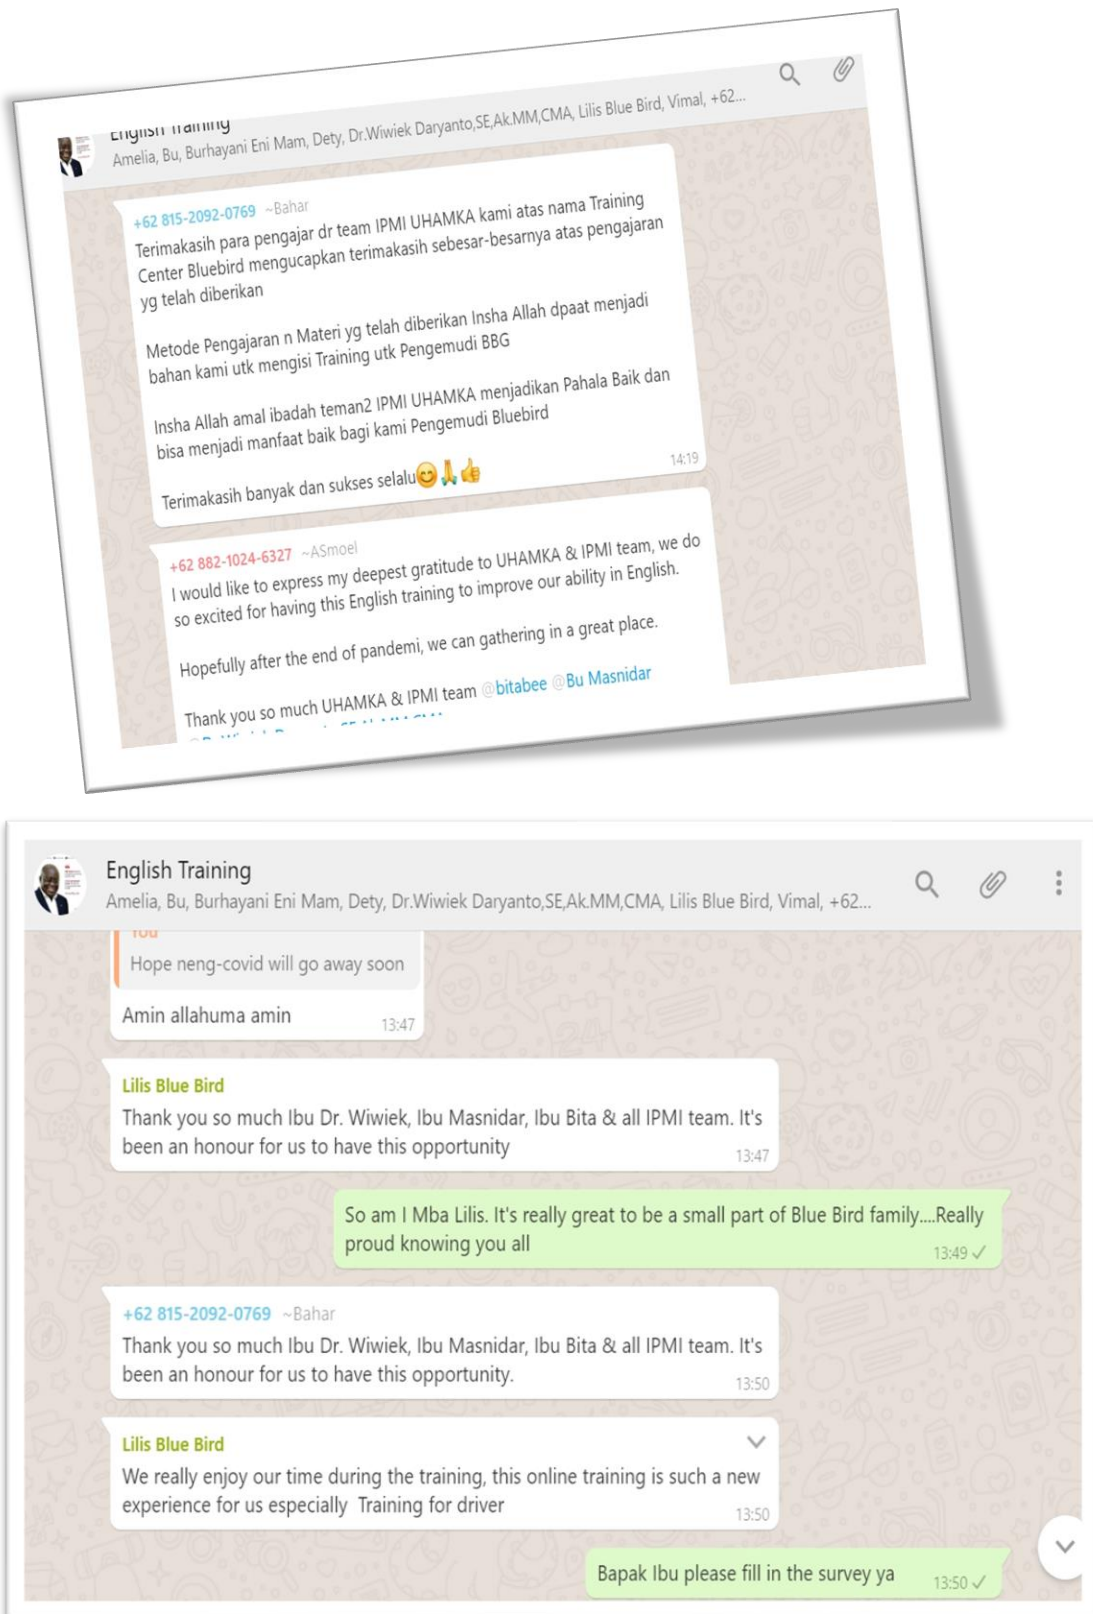 English Training
Amelia, Bu, Burhayani Eni Mam, Dety, Dr.Wiwiek Daryanto,SE,Ak.MM,CMA, Lilis Blue Bird, Vimal, +62...
+62 815-2092-0769 ~Bahar
Terimakasih para pengajar dr team IPMI UHAMKA kami atas nama Training
Center Bluebird mengucapkan terimakasih sebesar-besarnya atas pengajaran
yg telah diberikan
Metode Pengajaran n Materi yg telah diberikan Insha Allah dpaat menjadi
bahan kami utk mengisi Training utk Pengemudi BBG
Insha Allah amal ibadah teman2 IPMI UHAMKA menjadikan Pahala Baik dan
bisa menjadi manfaat baik bagi kami Pengemudi Bluebird
Terimakasih banyak dan sukses selalu😊🙏👍
14:19
+62 882-1024-6327 ~ASmoel
I would like to express my deepest gratitude to UHAMKA & IPMI team, we do
so excited for having this English training to improve our ability in English.
Hopefully after the end of pandemi, we can gathering in a great place.
Thank you so much UHAMKA & IPMI team @bitabee @Bu Masnidar
English Training
Amelia, Bu, Burhayani Eni Mam, Dety, Dr.Wiwiek Daryanto,SE,Ak.MM,CMA, Lilis Blue Bird, Vimal, +62...
You
Hope neng-covid will go away soon
Amin allahuma amin
13:47
Lilis Blue Bird
Thank you so much Ibu Dr. Wiwiek, Ibu Masnidar, Ibu Bita & all IPMI team. It's
been an honour for us to have this opportunity
13:47
So am I Mba Lilis. It's really great to be a small part of Blue Bird family....Really
proud knowing you all
13:49
+62 815-2092-0769 ~Bahar
Thank you so much Ibu Dr. Wiwiek, Ibu Masnidar, Ibu Bita & all IPMI team. It's
been an honour for us to have this opportunity.
13:50
Lilis Blue Bird
We really enjoy our time during the training, this online training is such a new
experience for us especially Training for driver
13:50
Bapak Ibu please fill in the survey ya
13:50